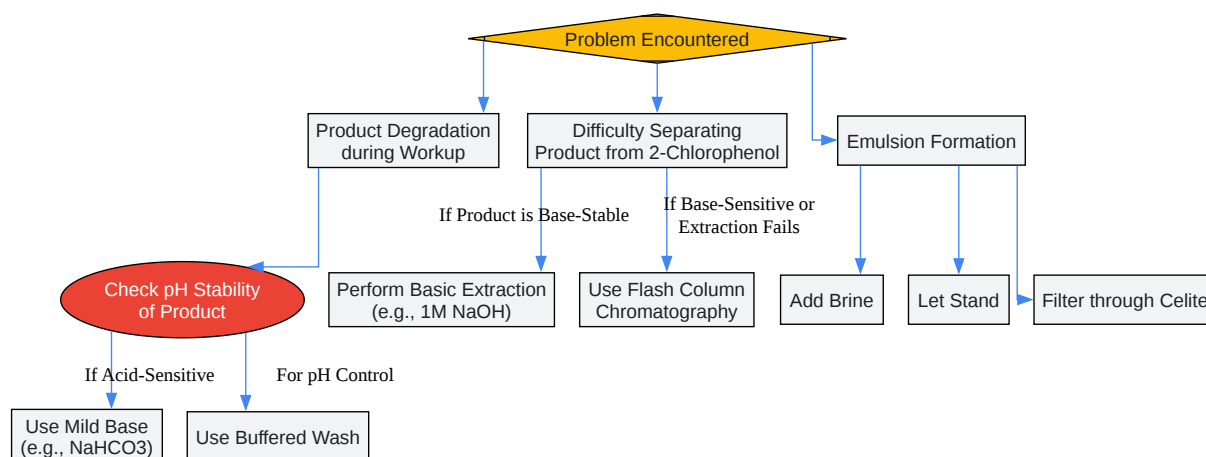 Problem Encountered
Product Degradation
during Workup
Difficulty Separating
Product from 2-Chlorophenol
Emulsion Formation
If Product is Base-Stable
If Base-Sensitive or
Extraction Fails
Check pH Stability
of Product
Perform Basic Extraction
(e.g., 1M NaOH)
Use Flash Column
Chromatography
Add Brine
Let Stand
Filter through Celite
If Acid-Sensitive
For pH Control
Use Mild Base
(e.g., NaHCO3)
Use Buffered Wash